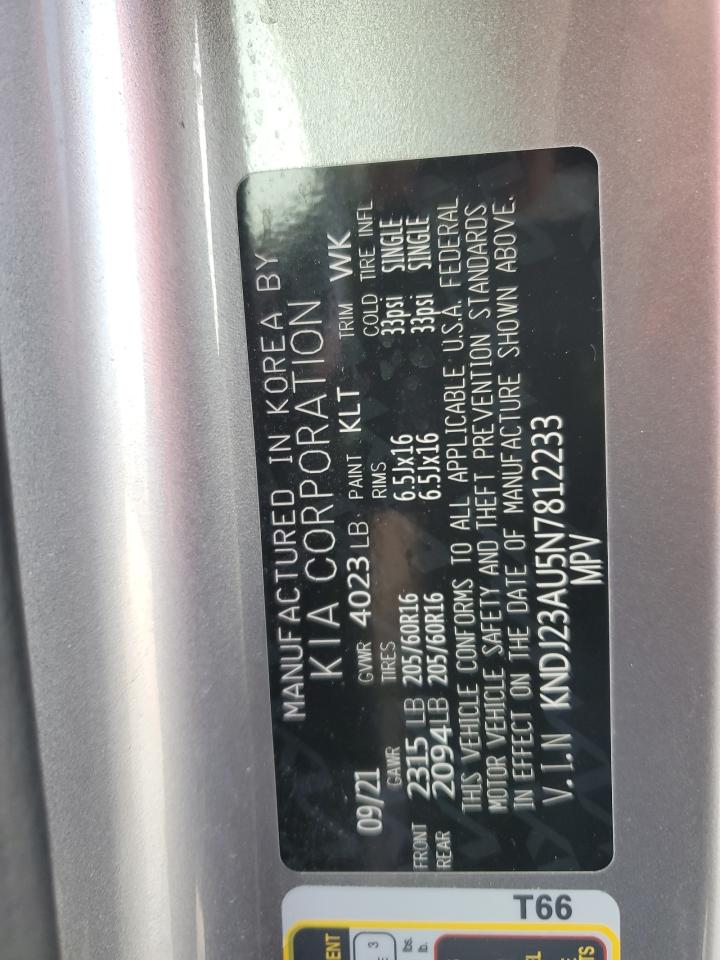 MANUFACTURED IN KOREA BY
KIA CORPORATION
09/21 GVWR 4023 LB PAINT KLT TRIM WK
GAWR TIRES RIMS COLD TIRE INFL
FRONT 2315 LB 205/60R16 6.5Jx16 33psi SINGLE
REAR 2094LB 205/60R16 6.5Jx16 33psi SINGLE
THIS VEHICLE CONFORMS TO ALL APPLICABLE U.S.A. FEDERAL
MOTOR VEHICLE SAFETY AND THEFT PREVENTION STANDARDS
IN EFFECT ON THE DATE OF MANUFACTURE SHOWN ABOVE.
V.I.N KNDJ23AU5N7812233
MPV
T66
3
lbs.